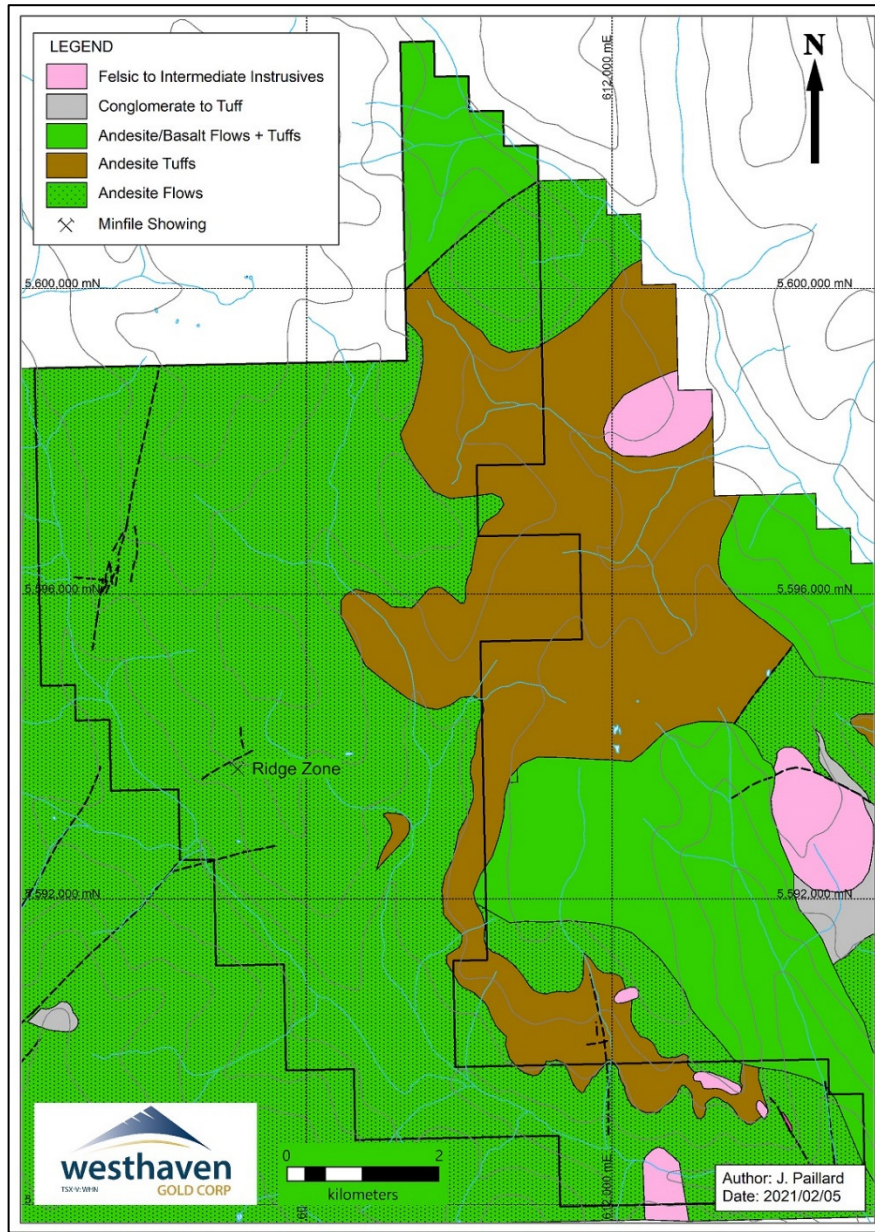 LEGEND
Felsic to Intermediate Instrusives
Conglomerate to Tuff
Andesite/Basalt Flows + Tuffs
Andesite Tuffs
Andesite Flows
Minfile Showing
612,000 mE
N
5,600,000 mN
5,600,000 mN
5,596,000 mN
5,596,000 mN
Ridge Zone
5,592,000 mN
5,592,000 mN
westhaven
TSX-V: WHN
GOLD CORP
0
2
kilometers
60
612,000 mE
Author: J. Paillard
Date: 2021/02/05